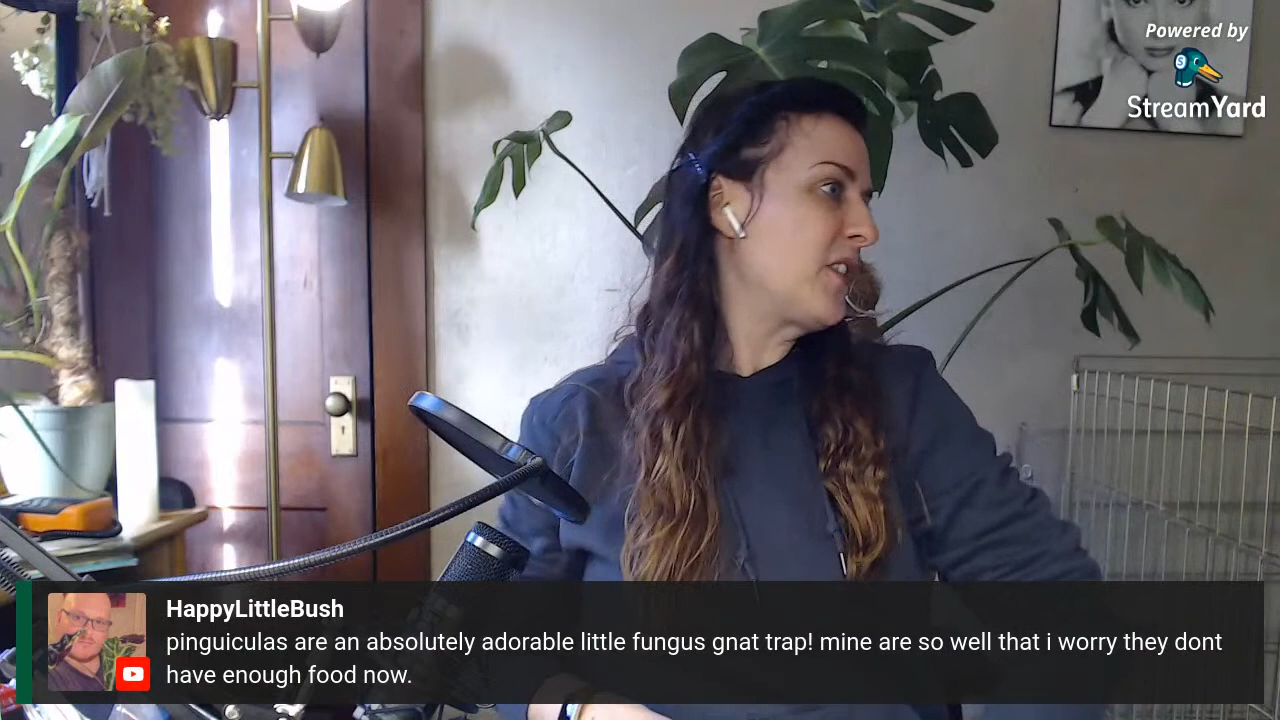 Powered by
StreamYard
HappyLittleBush
pinguiculas are an absolutely adorable little fungus gnat trap! mine are so well that i worry they dont
have enough food now.